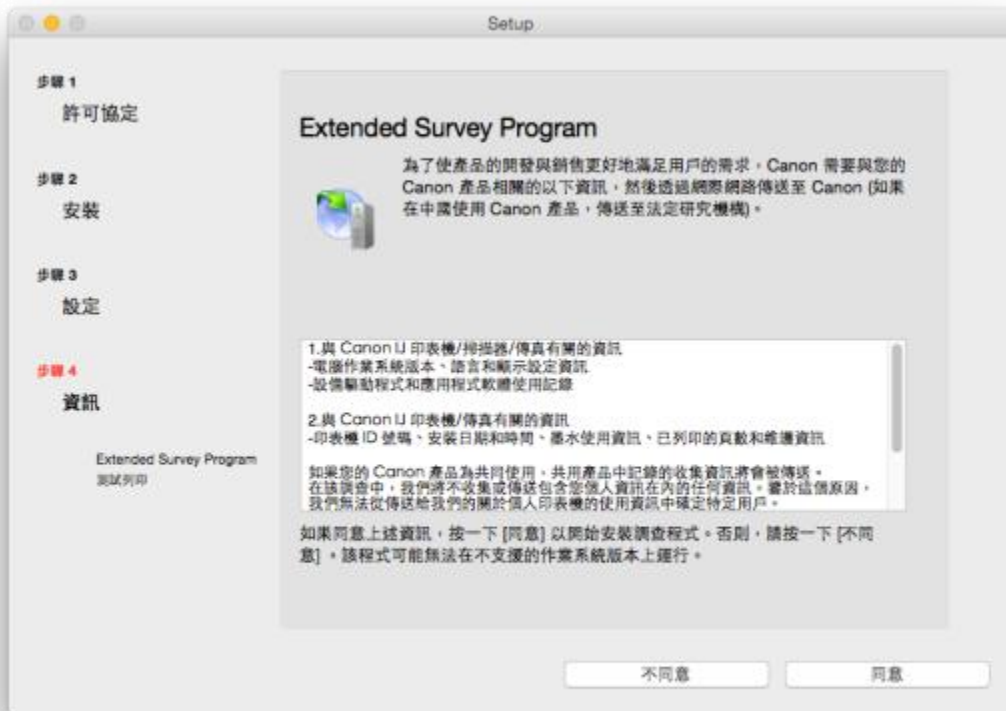 Setup
步驟 1
許可協定
步驟 2
安裝
步驟 3
設定
步驟 4
資訊
Extended Survey Program
測試列印
Extended Survey Program
為了使產品的開發與銷售更好地滿足用戶的需求，Canon 需要與您的
Canon 產品相關的以下資訊，然後透過網際網路傳送至 Canon (如果
在中國使用 Canon 產品，傳送至法定研究機構)。
1.與 Canon IJ 印表機/掃描器/傳真有關的資訊
-電腦作業系統版本、語言和顯示設定資訊
-設備驅動程式和應用程式軟體使用記錄
2.與 Canon IJ 印表機/傳真有關的資訊
-印表機 ID 號碼、安裝日期和時間、墨水使用資訊、已列印的頁數和維護資訊
如果您的 Canon 產品為共同使用，共用產品中記錄的收集資訊將會被傳送。
在該調查中，我們將不收集或傳送包含您個人資訊在內的任何資訊。鑒於這個原因，
我們無法從傳送給我們的關於個人印表機的使用資訊中確定特定用戶。
如果同意上述資訊，按一下 [同意] 以開始安裝調查程式。否則，請按一下 [不同
意] 。該程式可能無法在不支援的作業系統版本上運行。
不同意
同意